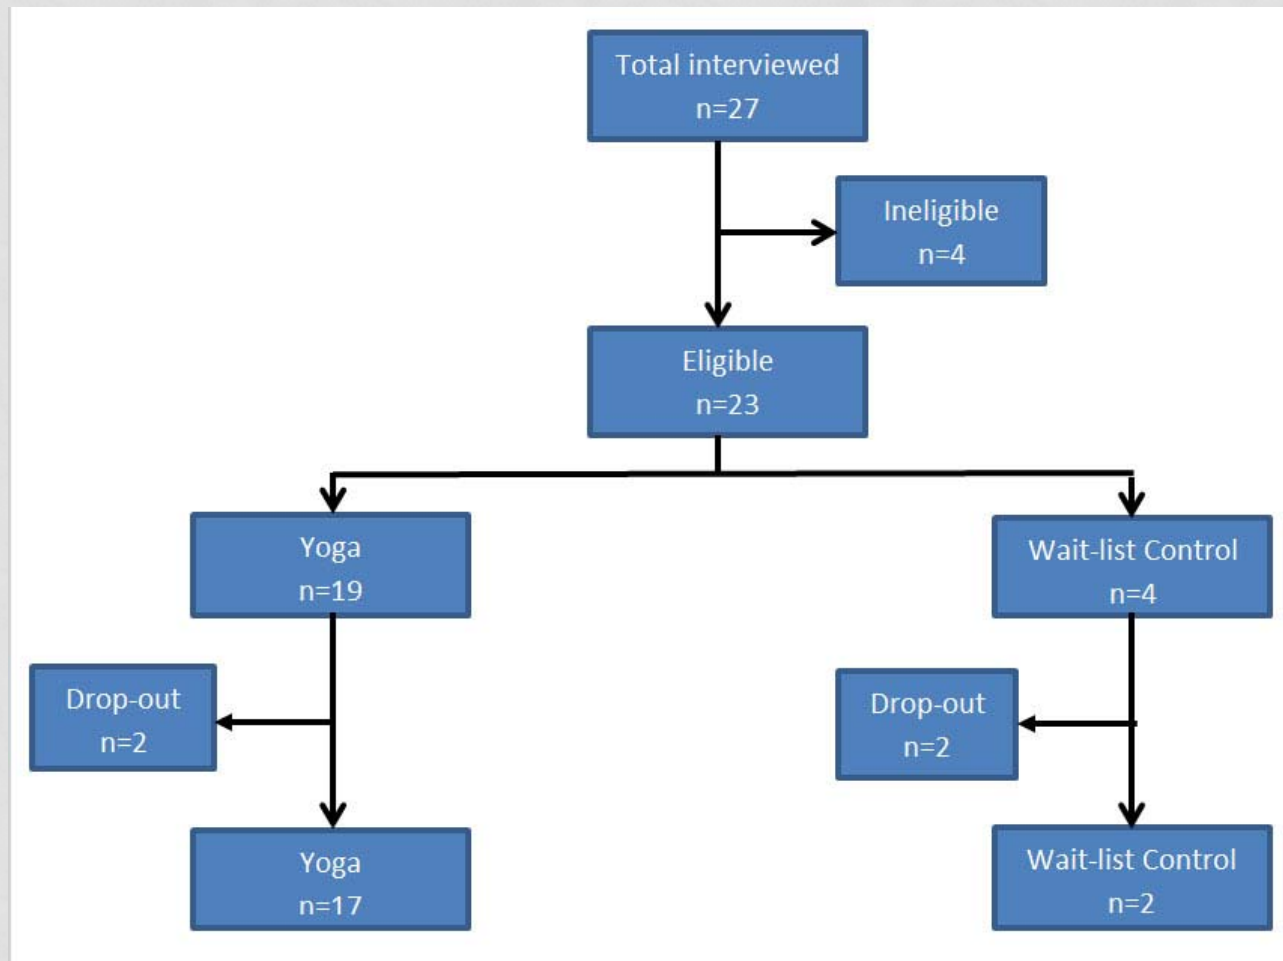 Total interviewed
n=27
Ineligible
n=4
Eligible
n=23
Yoga
n=19
Wait-list Control
n=4
Drop-out
n=2
Drop-out
n=2
Yoga
n=17
Wait-list Control
n=2